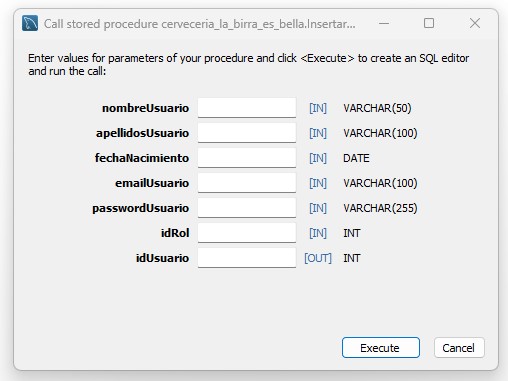 Call stored procedure cerveceria_la_birra_es_bella.Insertar...
Enter values for parameters of your procedure and click <Execute> to create an SQL editor
and run the call:
nombreUsuario [IN] VARCHAR(50)
apellidosUsuario [IN] VARCHAR(100)
fechaNacimiento [IN] DATE
emailUsuario [IN] VARCHAR(100)
passwordUsuario [IN] VARCHAR(255)
idRol [IN] INT
idUsuario [OUT] INT
Execute Cancel